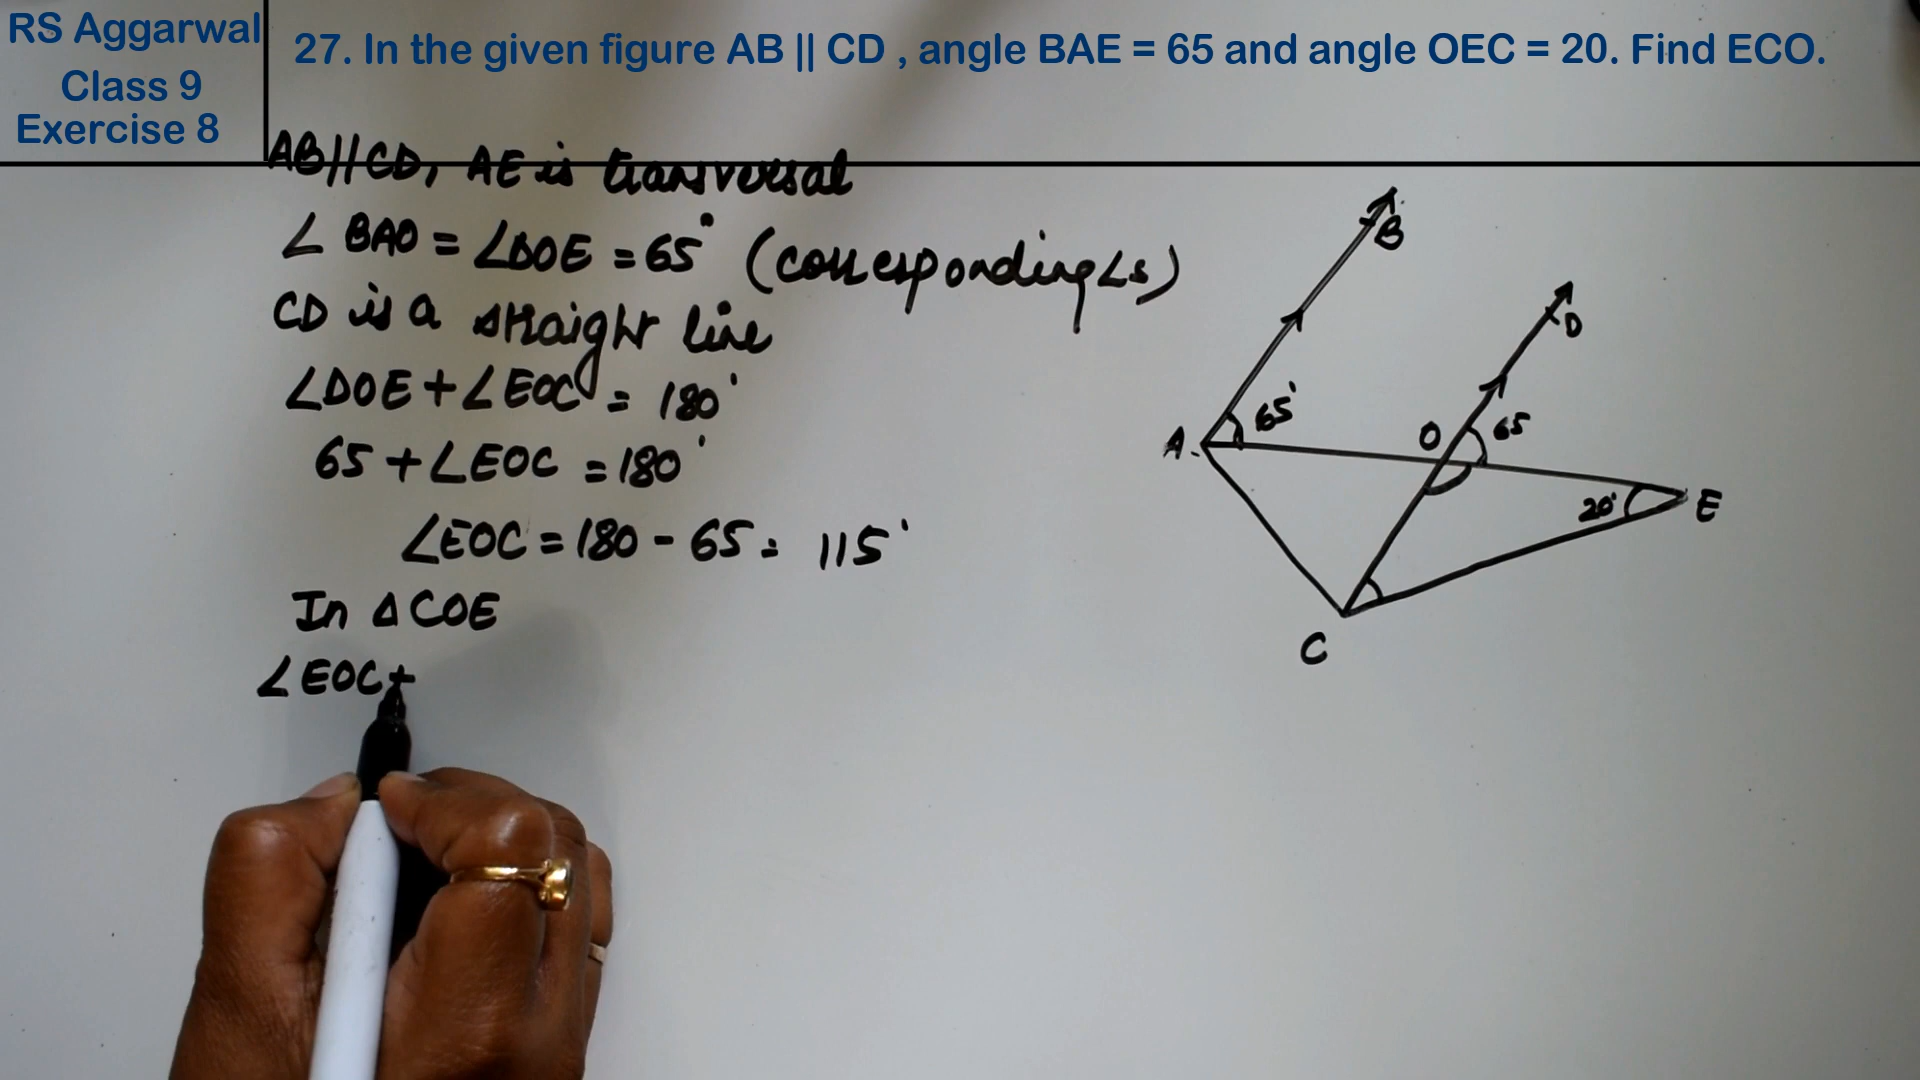 RS Aggarwal
Class 9
Exercise 8
27. In the given figure AB || CD , angle BAE = 65 and angle OEC = 20. Find ECO.
AB||CD, AE is transversal
∠BAO = ∠DOE = 65° (corresponding ∠s)
CD is a straight line
∠DOE + ∠EOC = 180°
65 + ∠EOC = 180°
∠EOC = 180 - 65 = 115°
In △COE
∠EOC+
B
D
A
65°
O
65
20°
E
C